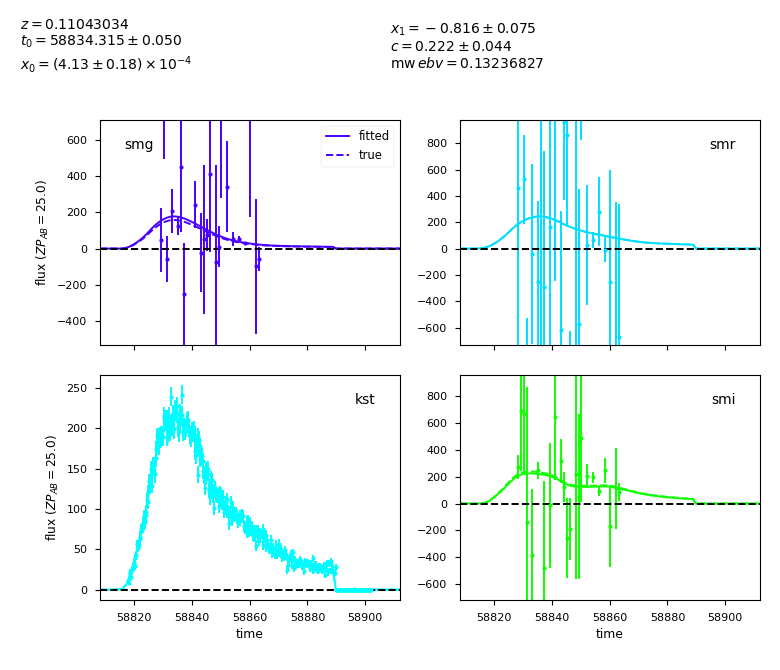 z = 0.11043034
t₀ = 58834.315 ± 0.050
x₀ = (4.13 ± 0.18) × 10⁻⁴
x₁ = −0.816 ± 0.075
c = 0.222 ± 0.044
mw ebv = 0.13236827
smg
fitted
true
600
400
200
0
−200
−400
flux (ZP_AB = 25.0)
smr
800
600
400
200
0
−200
−400
−600
kst
250
200
150
100
50
0
flux (ZP_AB = 25.0)
58820
58840
58860
58880
58900
time
smi
800
600
400
200
0
−200
−400
−600
58820
58840
58860
58880
58900
time